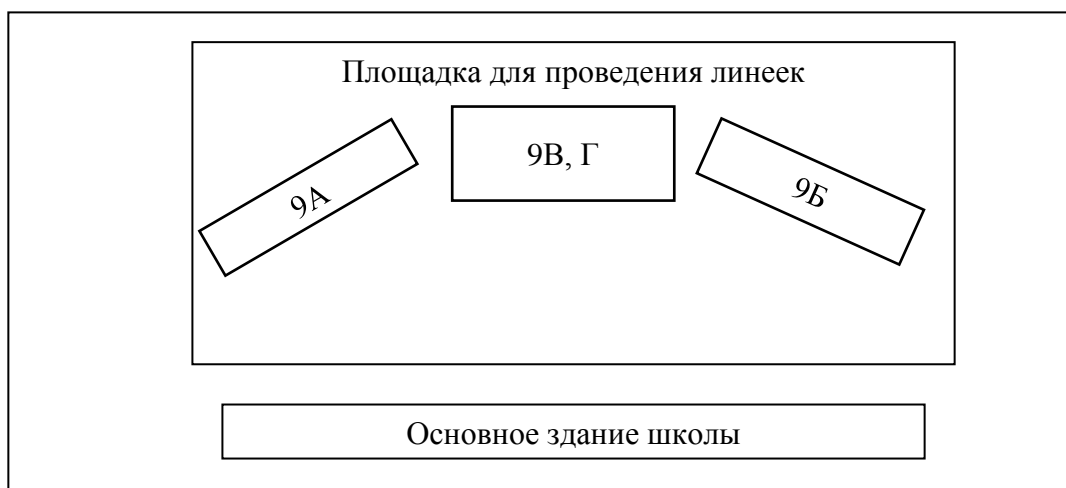 Площадка для проведения линеек
9А
9В, Г
9Б
Основное здание школы